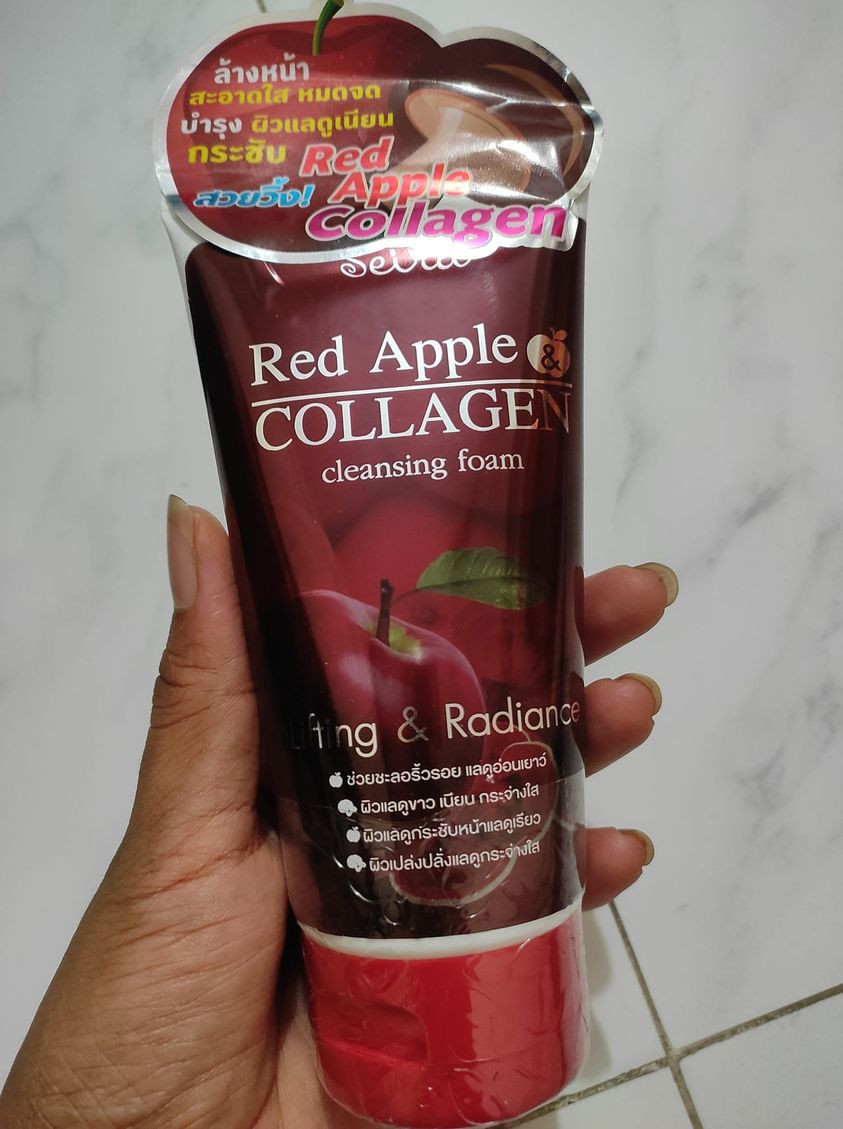 ล้างหน้า
สะอาดใส หมดจด
บำรุง ผิวแลดูเนียน
กระชับ Red
สวยวิ้ง! Apple
Collagen
Red Apple &
COLLAGEN
cleansing foam
Lifting & Radiance
ช่วยชะลอริ้วรอย แลดูอ่อนเยาว์
ผิวแลดูขาว เนียน กระจ่างใส
ผิวแลดูกระชับหน้าแลดูเรียว
ผิวเปล่งปลั่งแลดูกระจ่างใส